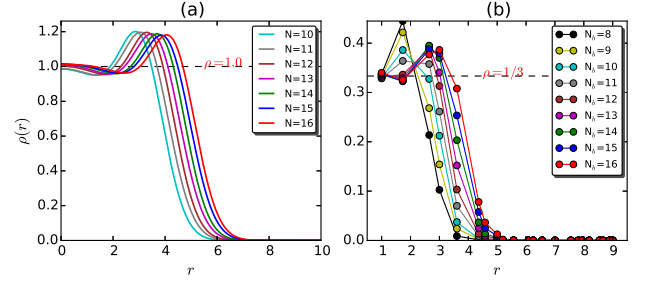 (a)
ρ(r)
1.2
1.0
0.8
0.6
0.4
0.2
0.0
0
2
4
6
8
10
r
ρ=1.0
N=10
N=11
N=12
N=13
N=14
N=15
N=16
(b)
0.4
0.3
0.2
0.1
0.0
0
1
2
3
4
5
6
7
8
9
r
ρ=1/3
N_b=8
N_b=9
N_b=10
N_b=11
N_b=12
N_b=13
N_b=14
N_b=15
N_b=16